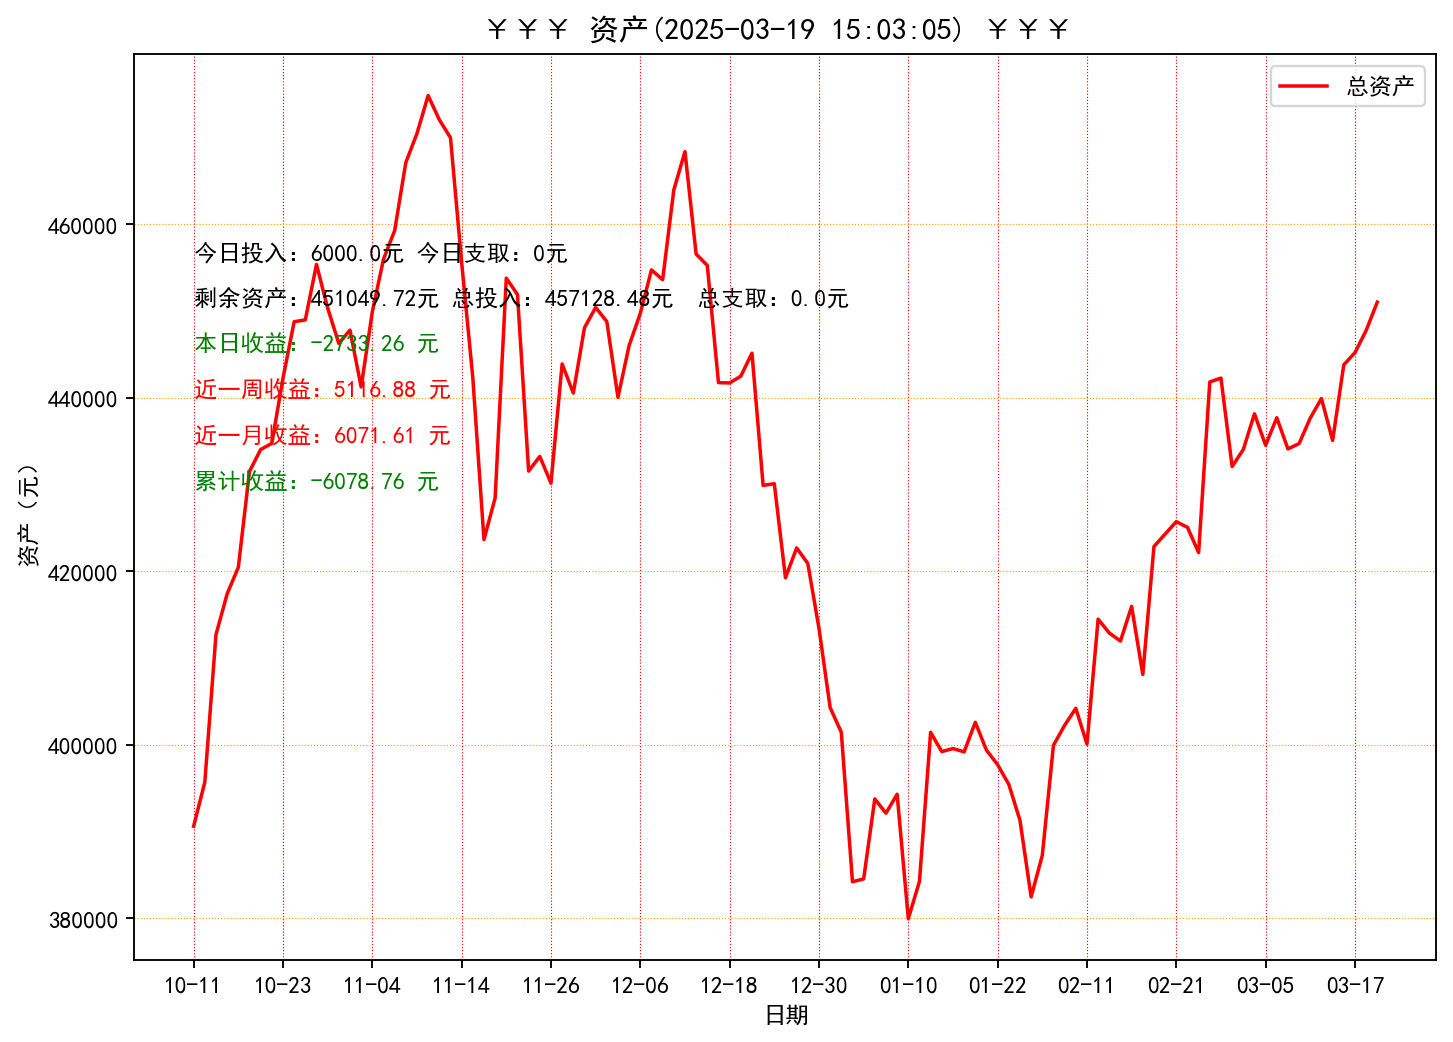 ￥￥￥ 资产(2025-03-19 15:03:05) ￥￥￥
总资产
460000
440000
420000
400000
380000
资产（元）
今日投入：6000.0元 今日支取：0元
剩余资产：451049.72元 总投入：457128.48元  总支取：0.0元
本日收益：-2733.26 元
近一周收益：5116.88 元
近一月收益：6071.61 元
累计收益：-6078.76 元
10-11 10-23 11-04 11-14 11-26 12-06 12-18 12-30 01-10 01-22 02-11 02-21 03-05 03-17
日期